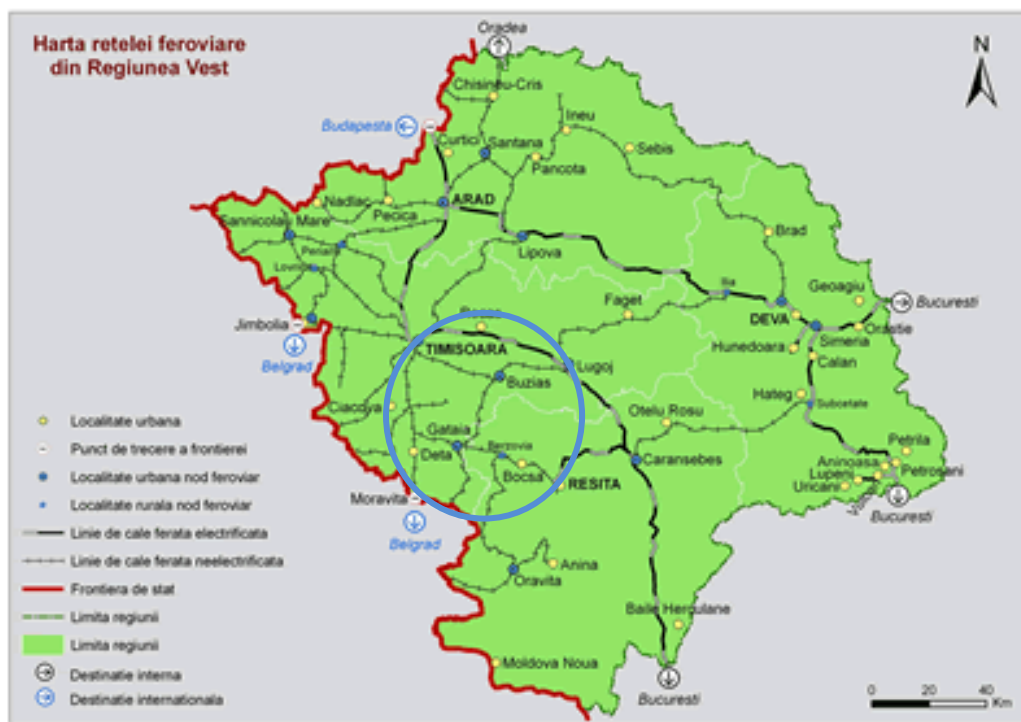 Harta retelei feroviare
din Regiunea Vest
Oradea
N
Chisineu-Cris
Budapesta
Curtici
Santana
Ineu
Sebis
Pancota
Nadlac
Pecica
ARAD
Sannicolau Mare
Lipova
Brad
Lovrin
Ilia
Geoagiu
Faget
Bucuresti
Jimbolia
DEVA
Orastie
TIMISOARA
Simeria
Hunedoara
Belgrad
Lugoj
Calan
Buzias
Hateg
Subcetate
Ciacova
Otelu Rosu
Gataia
Berzovia
Petrila
Deta
Caransebes
Aninoasa
Petrosani
Bocsa
Lupeni
Moravita
RESITA
Uricani
Belgrad
Bucuresti
Anina
Oravita
Baile Herculane
Moldova Noua
Bucuresti
Localitate urbana
Punct de trecere a frontierei
Localitate urbana nod feroviar
Localitate rurala nod feroviar
Linie de cale ferata electrificata
Linie de cale ferata neelectrificata
Frontiera de stat
Limita regiunii
Limita regiunii
Destinatie interna
Destinatie internationala
0 20 40
Km